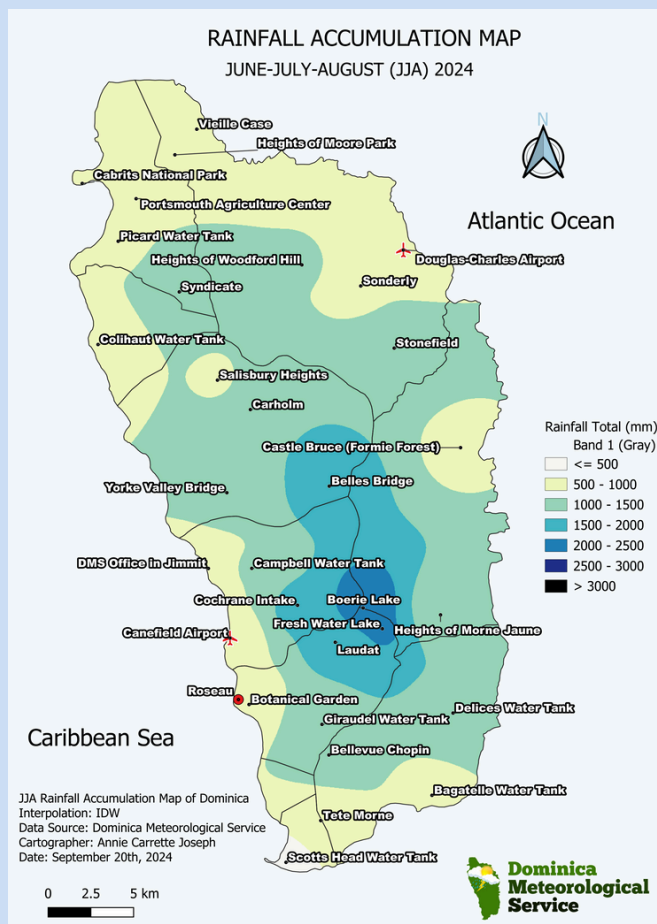 RAINFALL ACCUMULATION MAP
JUNE-JULY-AUGUST (JJA) 2024
Vieille Case
Heights of Moore Park
N
Cabrits National Park
Portsmouth Agriculture Center
Atlantic Ocean
Picard Water Tank
Heights of Woodford Hill
Douglas-Charles Airport
Syndicate
Sonderly
Colihaut Water Tank
Stonefield
Salisbury Heights
Carholm
Castle Bruce (Formie Forest)
Belles Bridge
Yorke Valley Bridge
Rainfall Total (mm)
Band 1 (Gray)
<= 500
500 - 1000
1000 - 1500
1500 - 2000
2000 - 2500
2500 - 3000
> 3000
DMS Office in Jimmit
Campbell Water Tank
Cochrane Intake
Boerie Lake
Canefield Airport
Fresh Water Lake
Heights of Morne Jaune
Laudat
Roseau
Botanical Garden
Delices Water Tank
Giraudel Water Tank
Caribbean Sea
Bellevue Chopin
Bagatelle Water Tank
Tete Morne
Scotts Head Water Tank
JJA Rainfall Accumulation Map of Dominica
Interpolation: IDW
Data Source: Dominica Meteorological Service
Cartographer: Annie Carrette Joseph
Date: September 20th, 2024
0 2.5 5 km
Dominica
Meteorological
Service